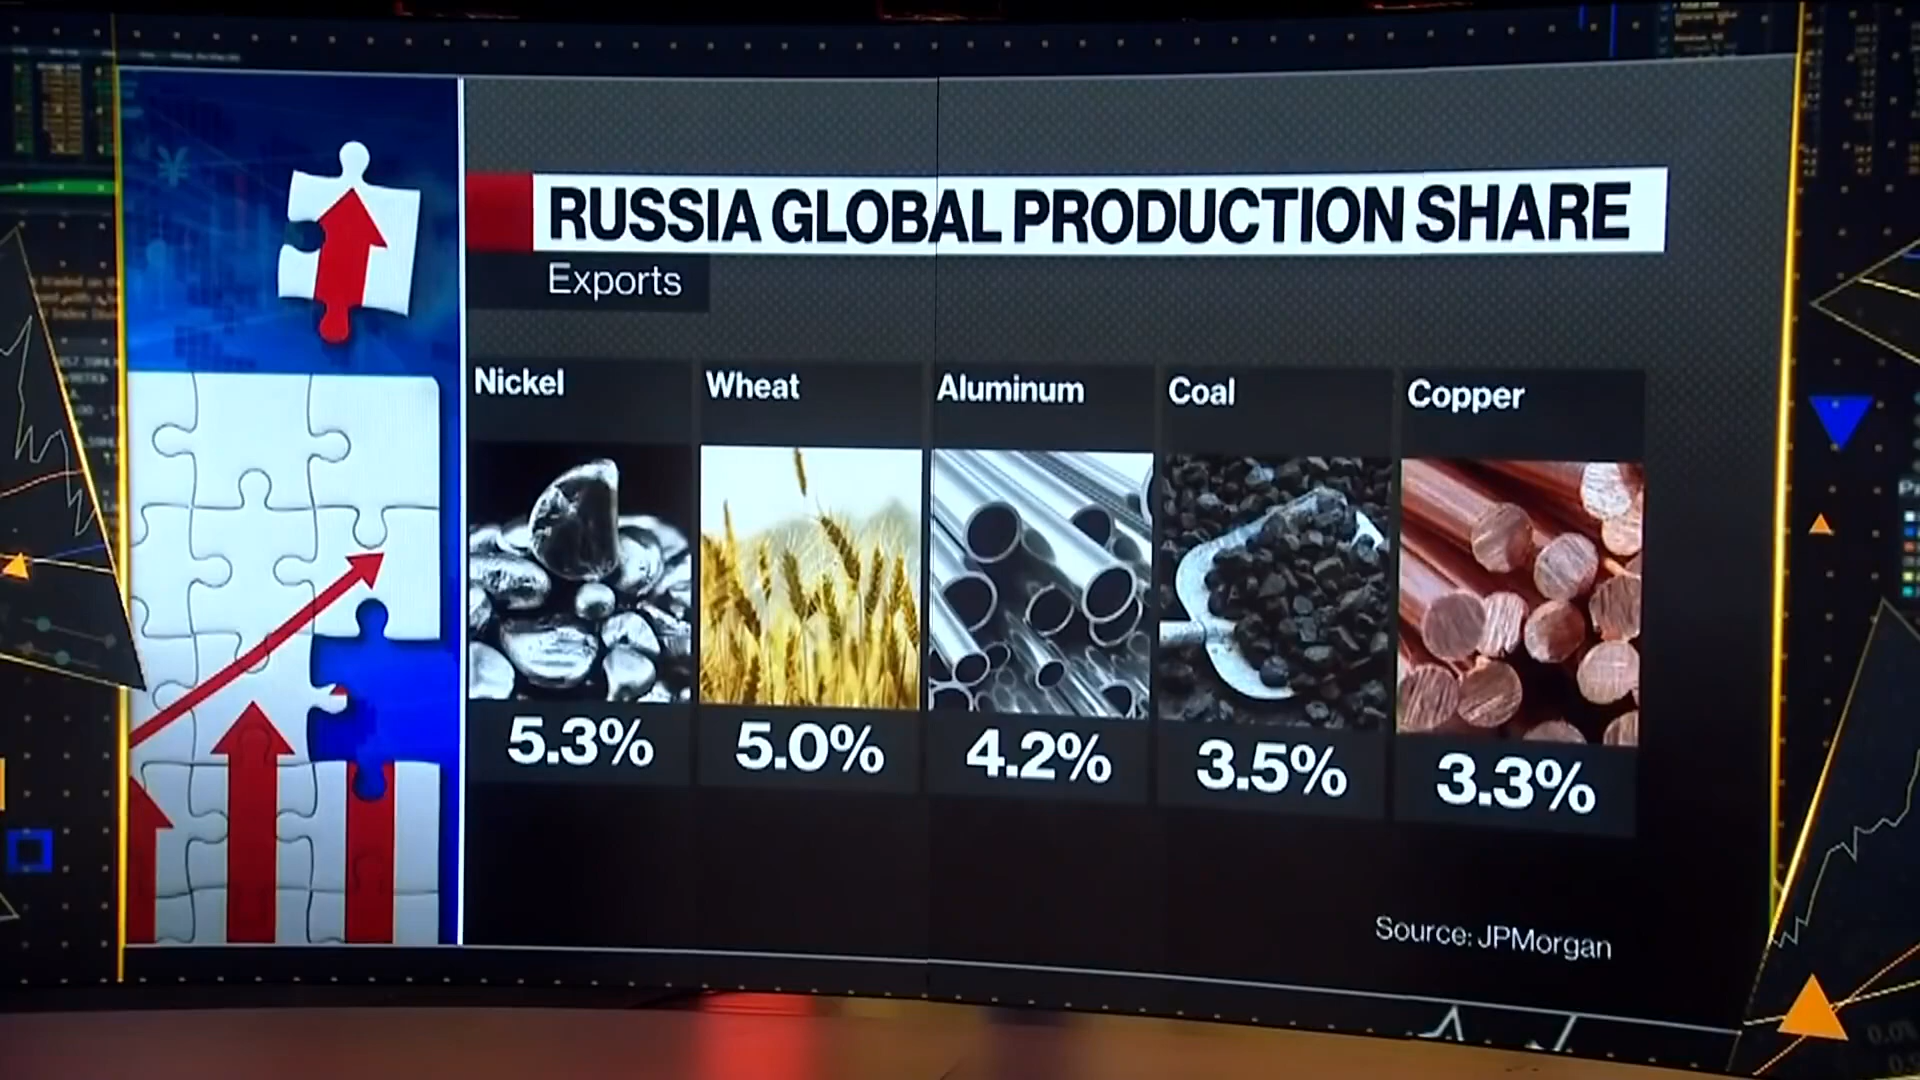 RUSSIA GLOBAL PRODUCTION SHARE
Exports
Nickel
Wheat
Aluminum
Coal
Copper
5.3%
5.0%
4.2%
3.5%
3.3%
Source: JPMorgan